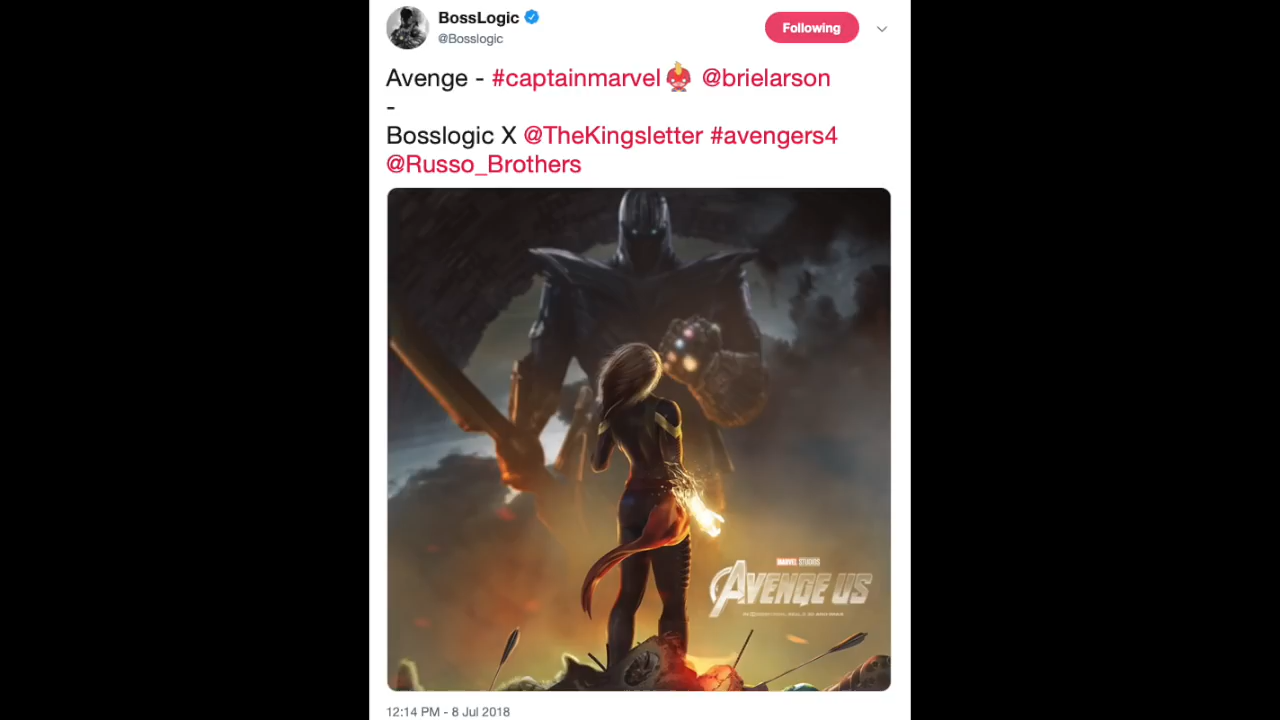 BossLogic
@Bosslogic
Following
Avenge - #captainmarvel @brielarson
-
Bosslogic X @TheKingsletter #avengers4
@Russo_Brothers
MARVEL STUDIOS
AVENGE US
12:14 PM - 8 Jul 2018